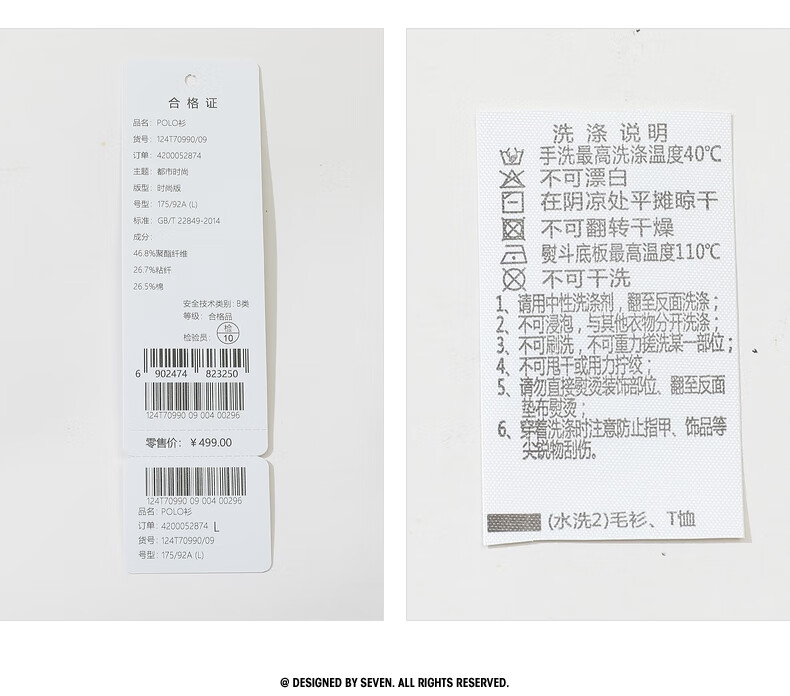 合格证
品名: POLO衫
货号: 124T70990/09
订单: 4200052874
主题: 都市时尚
版型: 时尚版
号型: 175/92A (L)
标准: GB/T 22849-2014
成分:
46.8%聚酯纤维
26.7%粘纤
26.5%棉
安全技术类别: B类
等级: 合格品
检验员: 检 10
6 902474 823250
124T70990 09 004 00296
零售价: ¥499.00
124T70990 09 004 00296
品名: POLO衫
订单: 4200052874 L
货号: 124T70990/09
号型: 175/92A (L)
洗涤说明
手洗最高洗涤温度40℃
不可漂白
在阴凉处平摊晾干
不可翻转干燥
熨斗底板最高温度110℃
不可干洗
1、请用中性洗涤剂，翻至反面洗涤；
2、不可浸泡，与其他衣物分开洗涤；
3、不可刷洗，不可重力搓洗某一部位；
4、不可甩干或用力拧绞；
5、请勿直接熨烫装饰部位、翻至反面
垫布熨烫；
6、穿着洗涤时注意防止指甲、饰品等
尖锐物刮伤。
(水洗2)毛衫、T恤
@ DESIGNED BY SEVEN. ALL RIGHTS RESERVED.